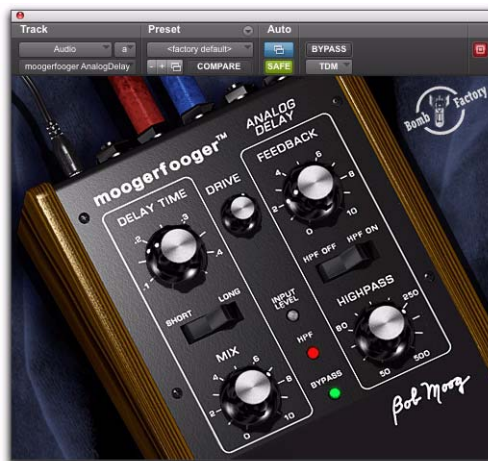 Track
Preset
Auto
Audio
a
<factory default>
BYPASS
moogerfooger AnalogDelay
- +
COMPARE
SAFE
TDM
Bomb Factory
moogerfooger™
ANALOG
DELAY
DELAY TIME
.1 .2 .3 .4
DRIVE
FEEDBACK
0 2 4 6 8 10
SHORT
LONG
HPF OFF
HPF ON
INPUT
LEVEL
HIGHPASS
50 80 250 500
HPF
MIX
0 2 4 6 8 10
BYPASS
Bob Moog